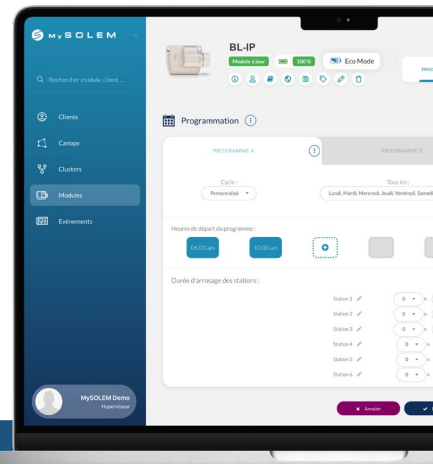 MySOLEM
Rechercher module, client, ...
Clients
Canopy
Clusters
Modules
Evénements
MySOLEM Demo
Hyperviseur
BL-IP
Module à jour
100 %
Eco Mode
Programmation
PROGRAMME A
PROGRAMME B
Cycle :
Personnalisé
Tous les :
Lundi, Mardi, Mercredi, Jeudi, Vendredi, Samedi
Heures de départ du programme :
06:00 am
10:00 am
Durée d'arrosage des stations :
Station 1
0
h
Station 2
0
h
Station 3
0
h
Station 4
0
h
Station 5
0
h
Station 6
0
h
Annuler